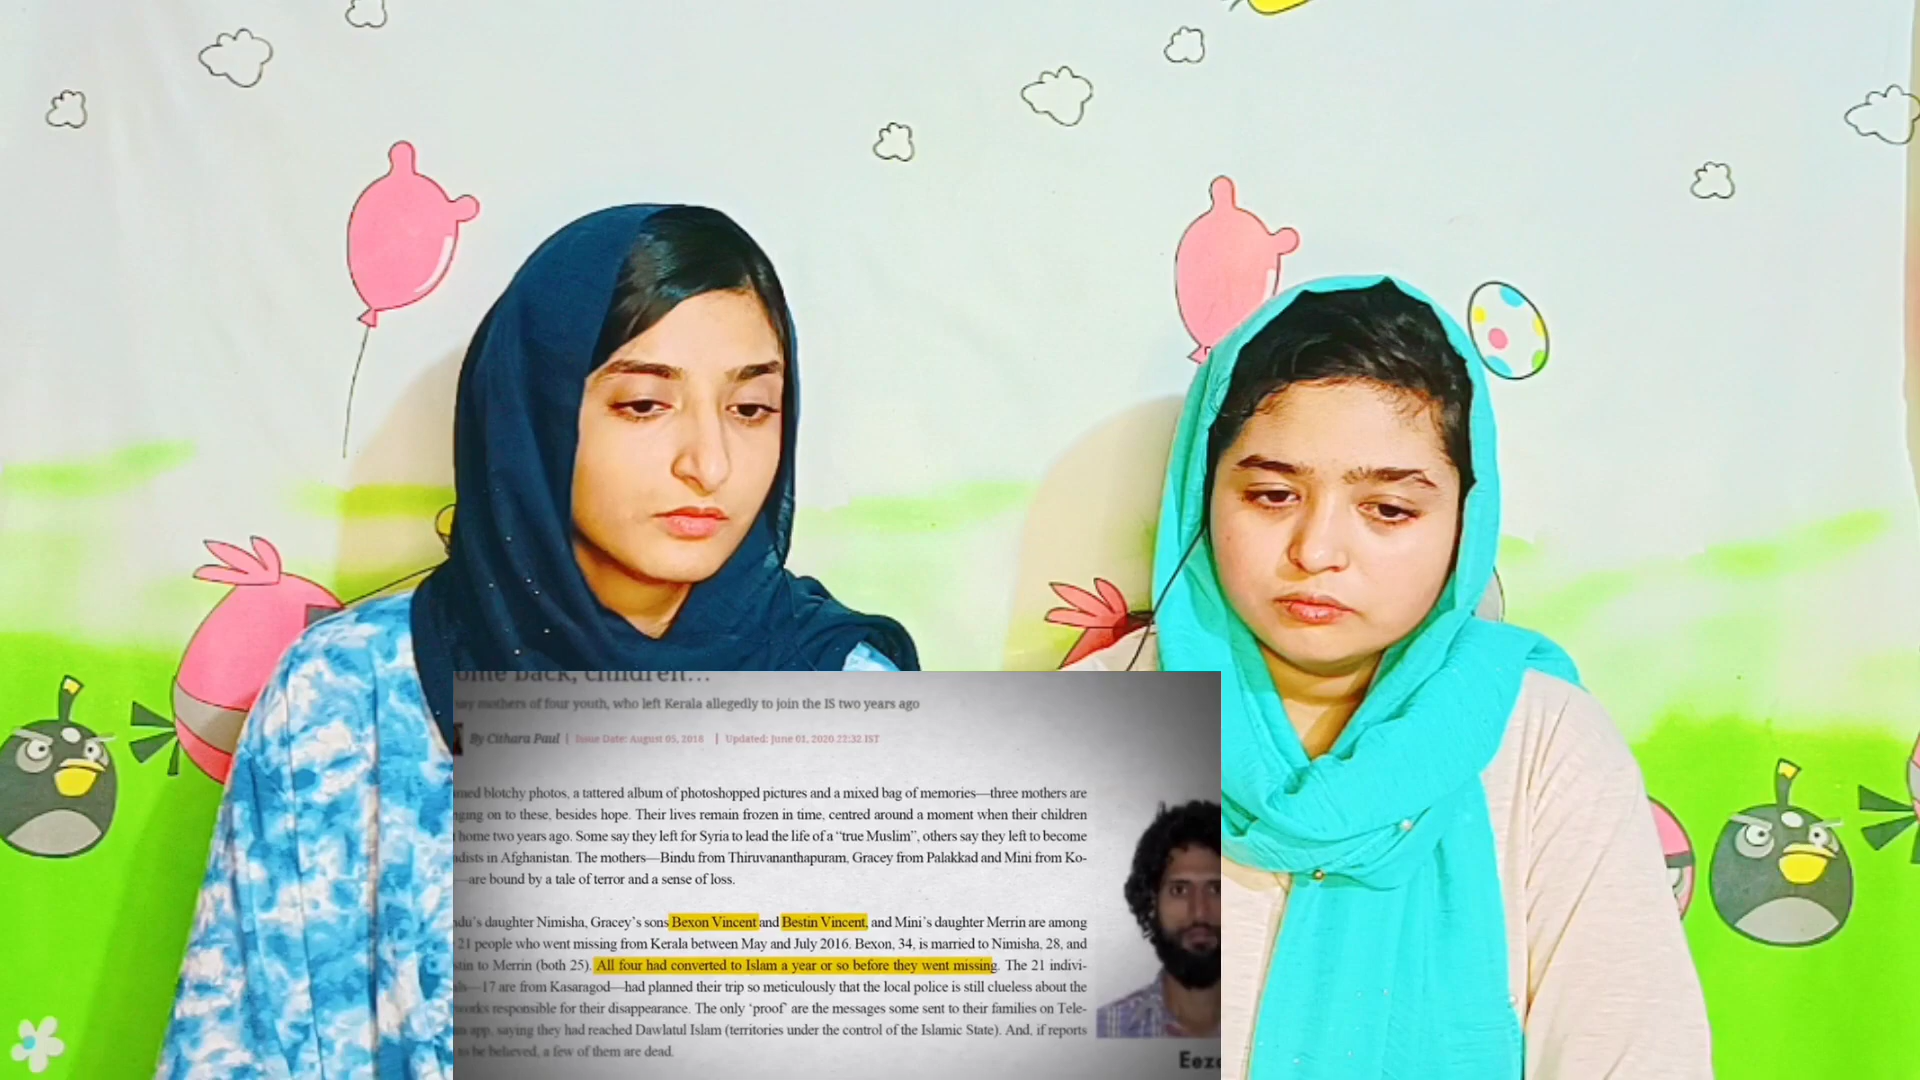 back, children...
mothers of four youth, who left Kerala allegedly to join the IS two years ago
By Cithara Paul | Issue Date: August 05, 2018 | Updated: June 01, 2020 22:32 IST
blotchy photos, a tattered album of photoshopped pictures and a mixed bag of memories—three mothers are
on to these, besides hope. Their lives remain frozen in time, centred around a moment when their children
home two years ago. Some say they left for Syria to lead the life of a “true Muslim”, others say they left to become
in Afghanistan. The mothers—Bindu from Thiruvananthapuram, Gracey from Palakkad and Mini from Ko-
—are bound by a tale of terror and a sense of loss.
daughter Nimisha, Gracey’s sons Bexon Vincent and Bestin Vincent, and Mini’s daughter Merrin are among
21 people who went missing from Kerala between May and July 2016. Bexon, 34, is married to Nimisha, 28, and
to Merrin (both 25). All four had converted to Islam a year or so before they went missing. The 21 indivi-
—17 are from Kasaragod—had planned their trip so meticulously that the local police is still clueless about the
responsible for their disappearance. The only ‘proof’ are the messages some sent to their families on Tele-
app, saying they had reached Dawlatul Islam (territories under the control of the Islamic State). And, if reports
to be believed, a few of them are dead.